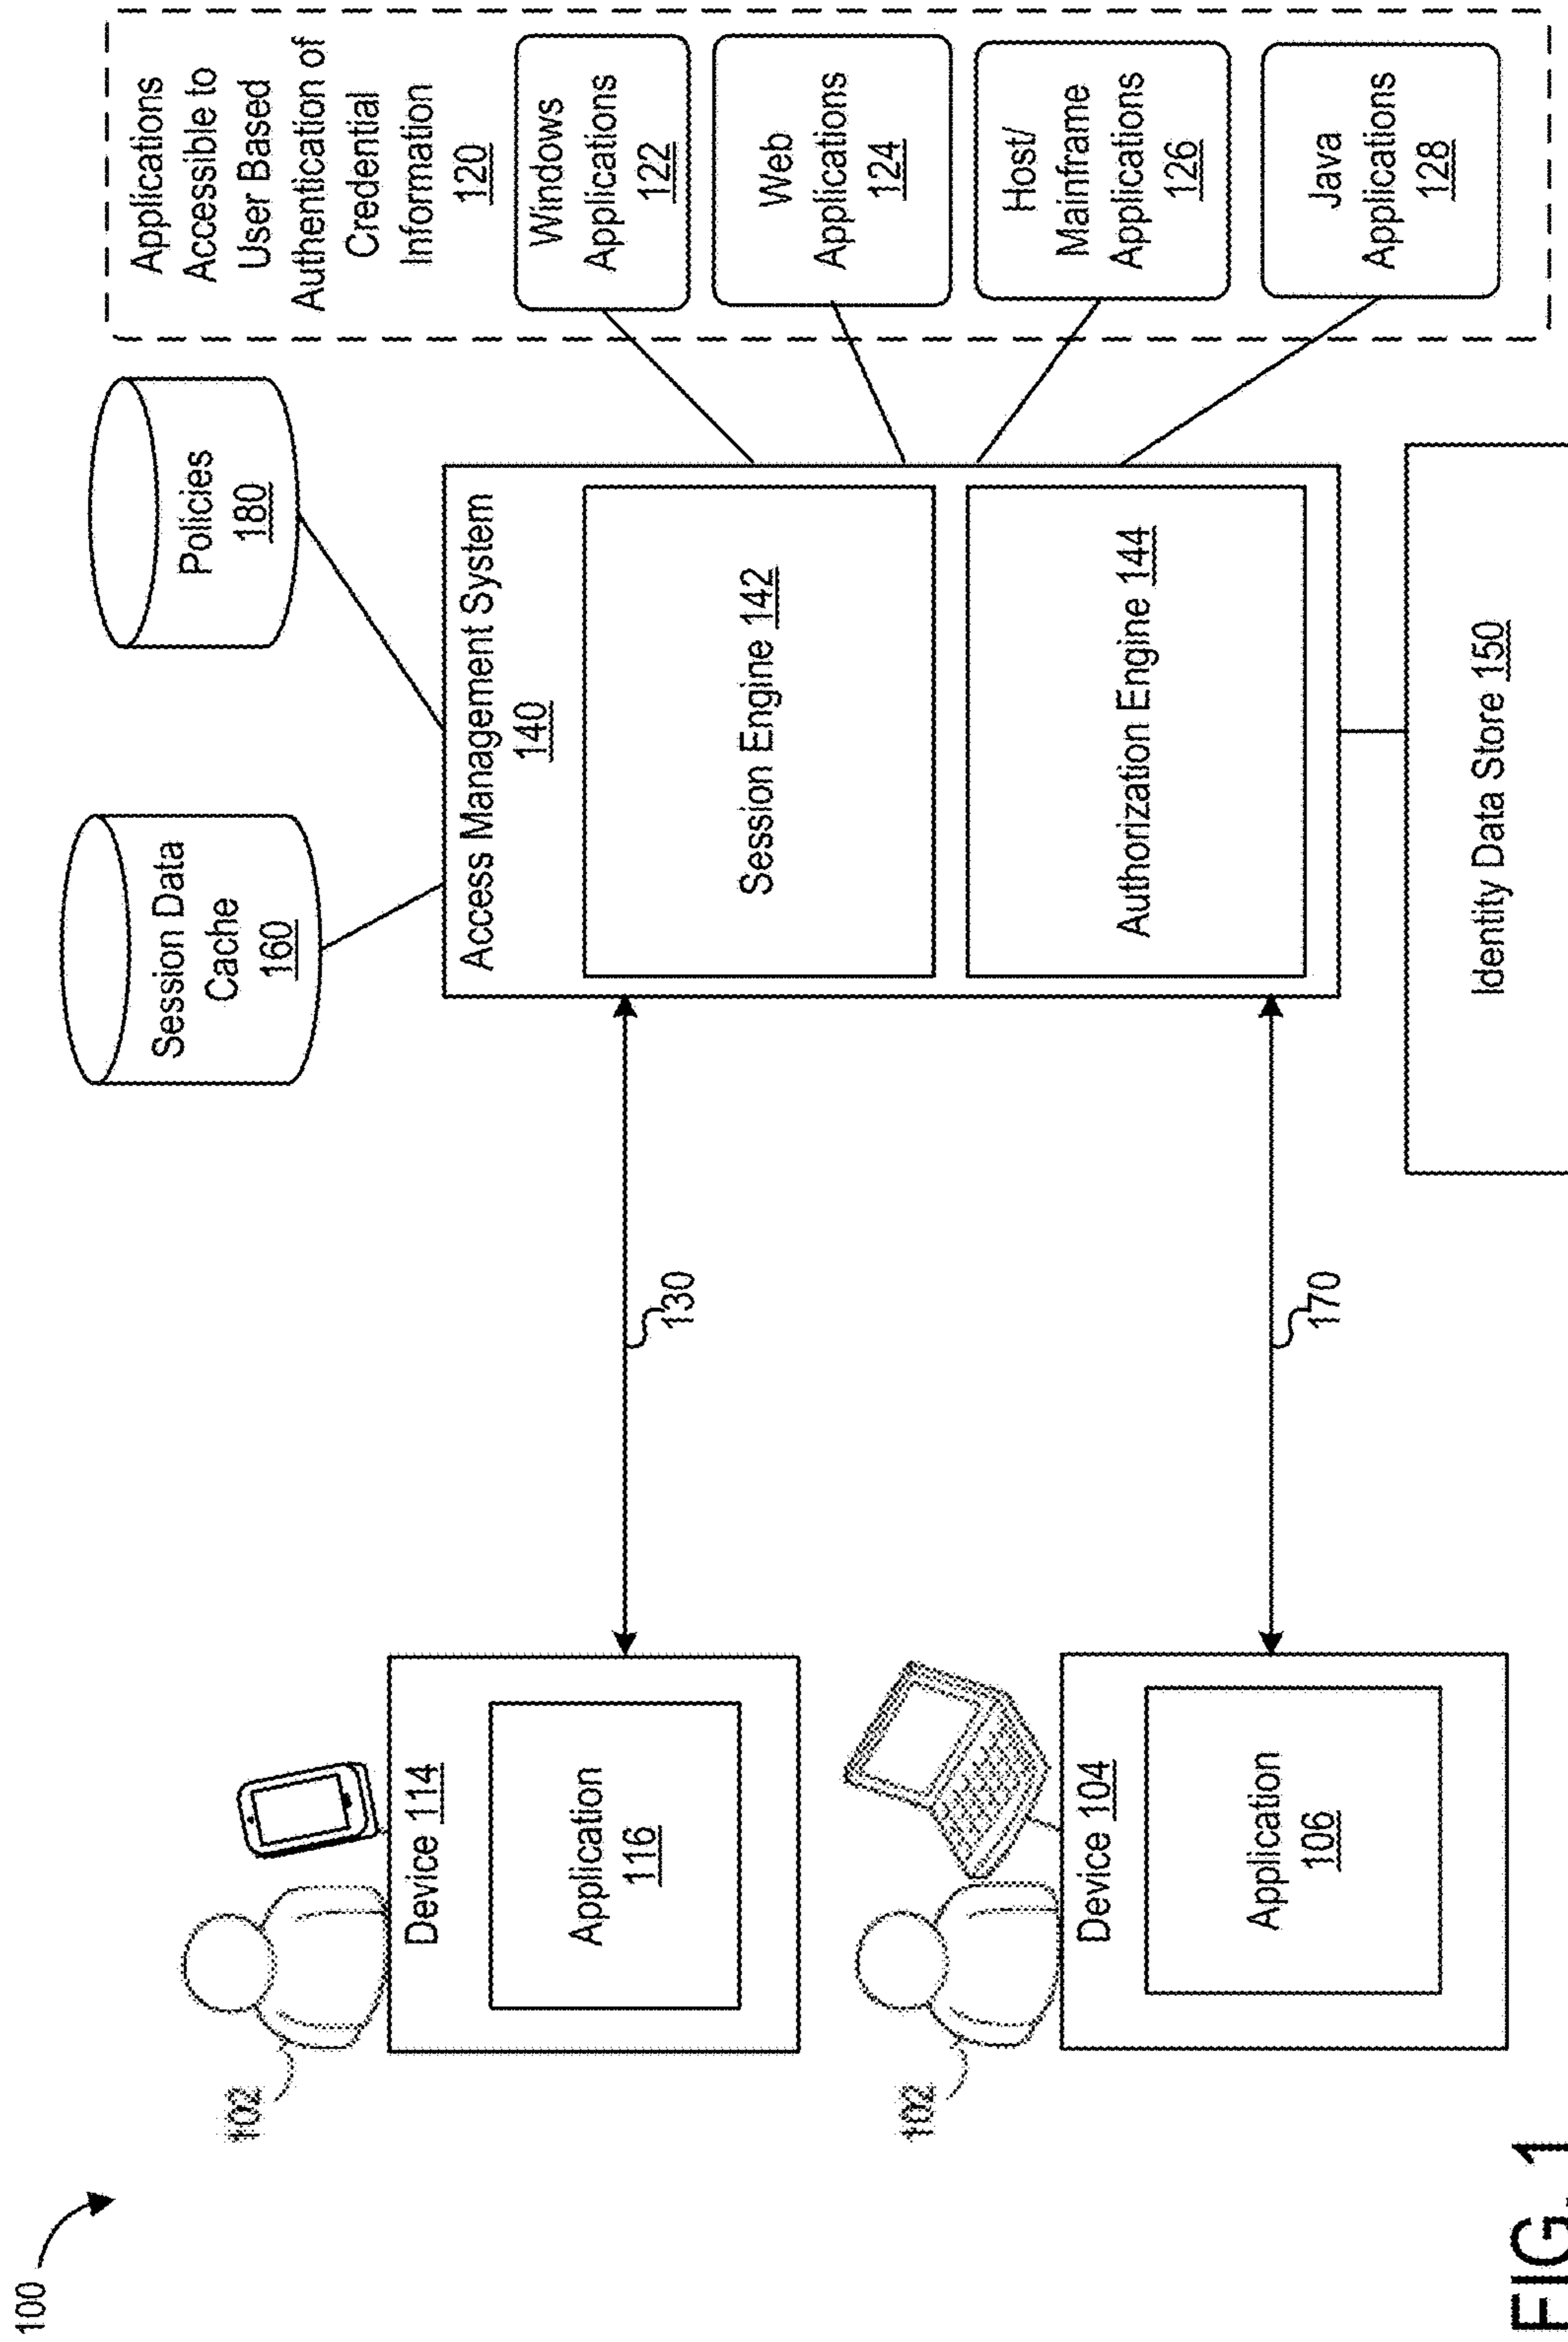 100
102
Device 114
Application
116
102
Device 104
Application
106
130
170
Session Data
Cache
160
Policies
180
Access Management System
140
Session Engine 142
Authorization Engine 144
Identity Data Store 150
Applications
Accessible to
User Based
Authentication of
Credential
Information
120
Windows
Applications
122
Web
Applications
124
Host/
Mainframe
Applications
126
Java
Applications
128
FIG. 1